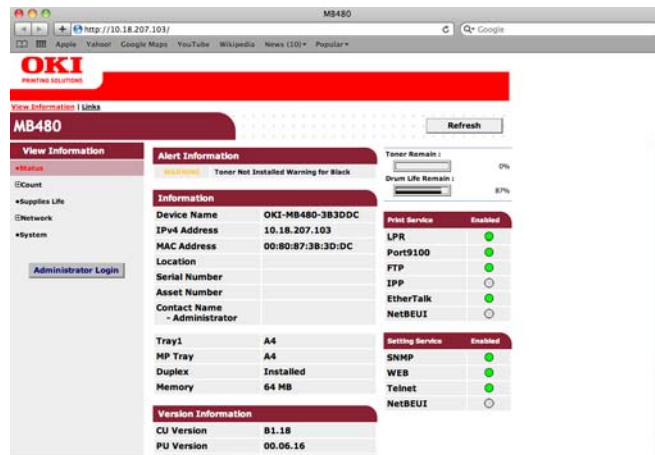 MB480
http://10.18.207.103/
Google
Apple Yahoo! Google Maps YouTube Wikipedia News (10) Popular
OKI
PRINTING SOLUTIONS
View Information | Links
MB480
Refresh
View Information
Status
Count
Supplies Life
Network
System
Administrator Login
Alert Information
WARNING Toner Not Installed Warning for Black
Information
Device Name OKI-MB480-3B3DDC
IPv4 Address 10.18.207.103
MAC Address 00:80:87:3B:3D:DC
Location
Serial Number
Asset Number
Contact Name
- Administrator
Tray1 A4
MP Tray A4
Duplex Installed
Memory 64 MB
Version Information
CU Version B1.18
PU Version 00.06.16
Toner Remain :
0%
Drum Life Remain :
87%
Print Service Enabled
LPR
Port9100
FTP
IPP
EtherTalk
NetBEUI
Setting Service Enabled
SNMP
WEB
Telnet
NetBEUI